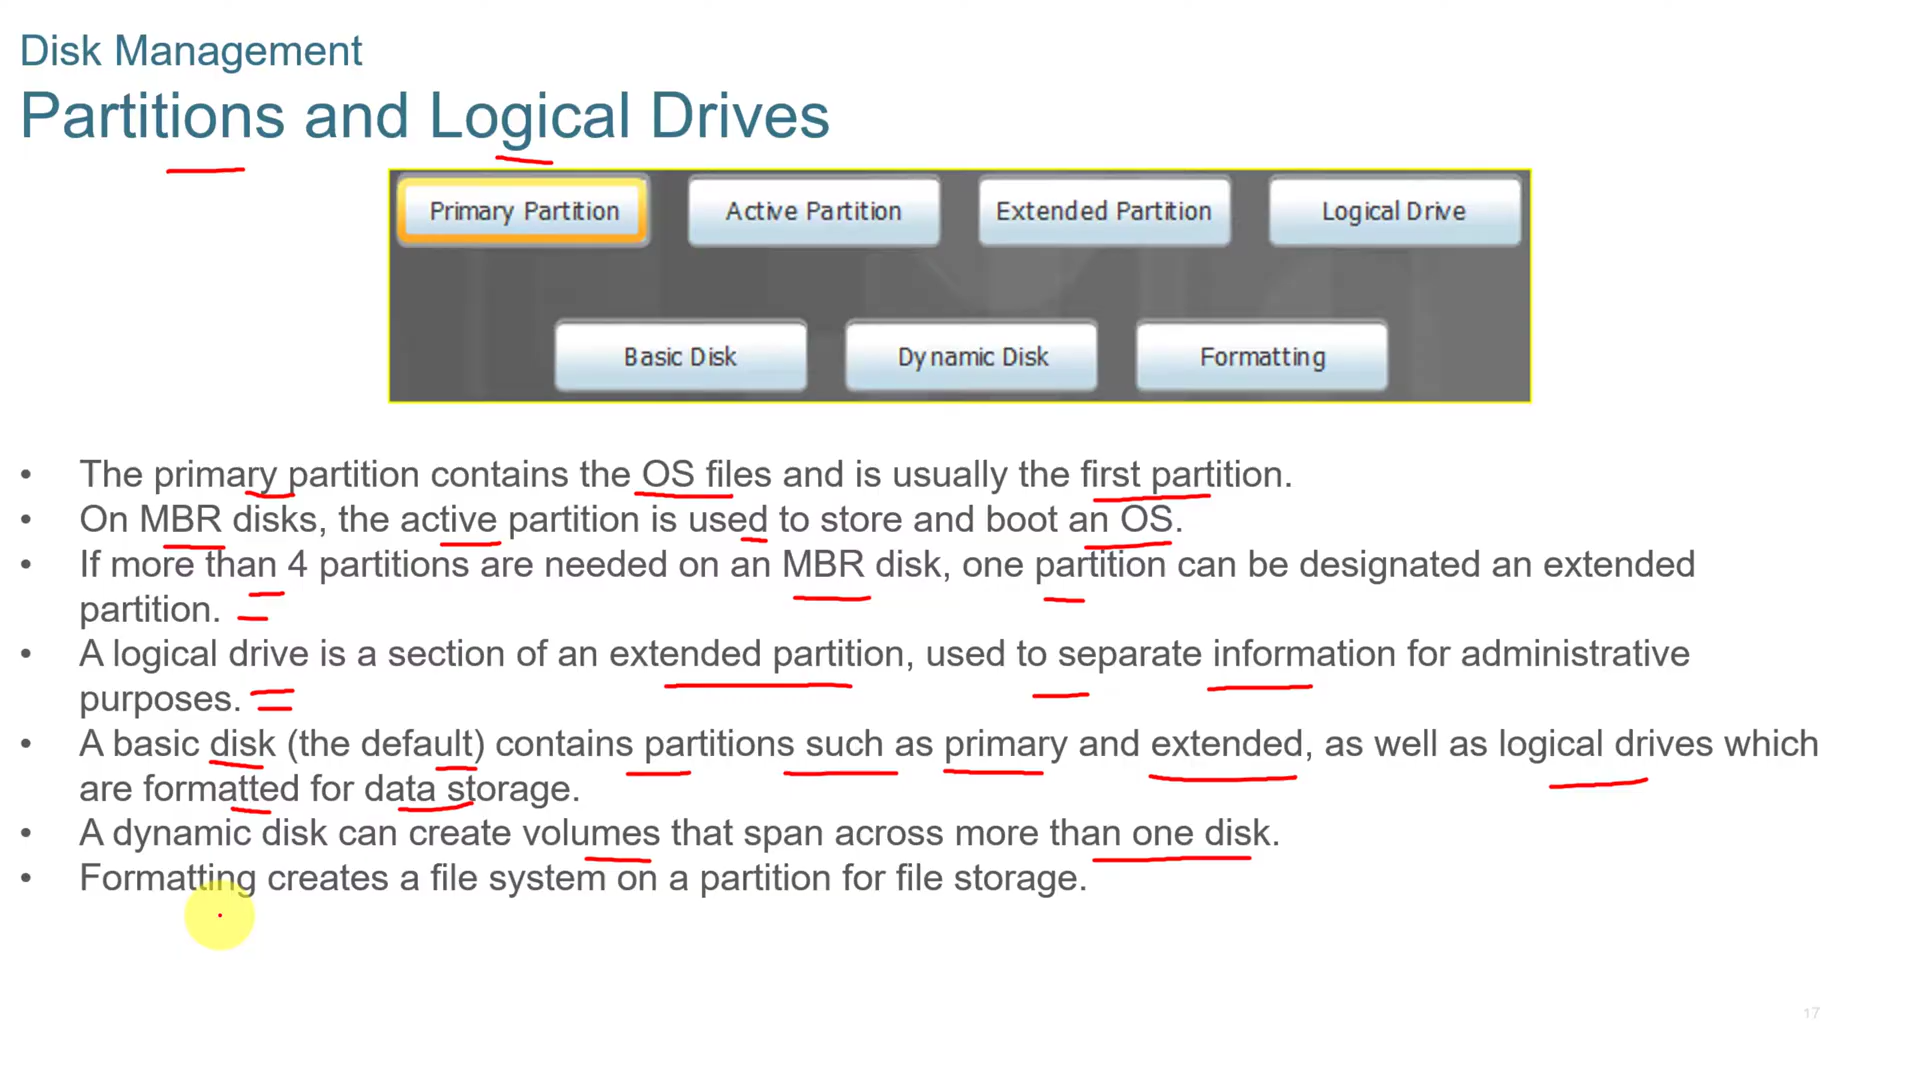 Disk Management
Partitions and Logical Drives
Primary Partition
Active Partition
Extended Partition
Logical Drive
Basic Disk
Dynamic Disk
Formatting
• The primary partition contains the OS files and is usually the first partition.
• On MBR disks, the active partition is used to store and boot an OS.
• If more than 4 partitions are needed on an MBR disk, one partition can be designated an extended
partition.
• A logical drive is a section of an extended partition, used to separate information for administrative
purposes.
• A basic disk (the default) contains partitions such as primary and extended, as well as logical drives which
are formatted for data storage.
• A dynamic disk can create volumes that span across more than one disk.
• Formatting creates a file system on a partition for file storage.
17